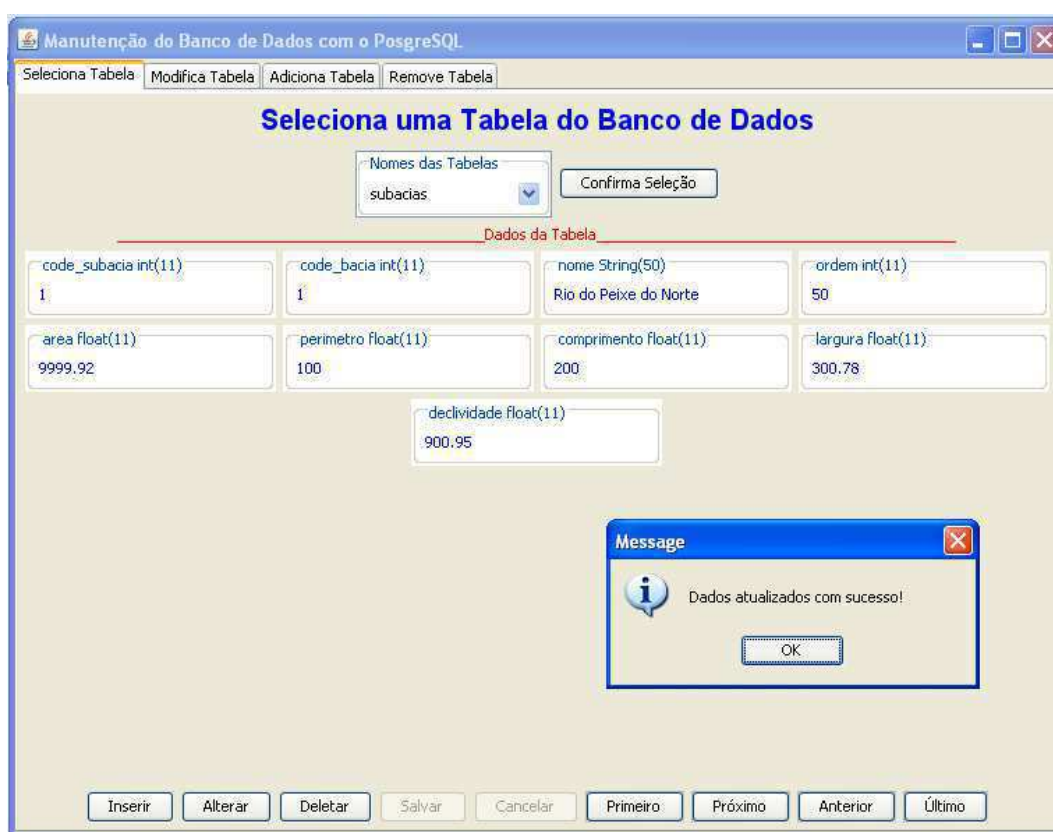 Manutenção do Banco de Dados com o PosgreSQL
Seleciona Tabela Modifica Tabela Adiciona Tabela Remove Tabela
Seleciona uma Tabela do Banco de Dados
Nomes das Tabelas
subacias Confirma Seleção
Dados da Tabela
code_subacia int(11) code_bacia int(11) nome String(50) ordem int(11)
1 1 Rio do Peixe do Norte 50
area float(11) perimetro float(11) comprimento float(11) largura float(11)
9999.92 100 200 300.78
declividade float(11)
900.95
Message
Dados atualizados com sucesso!
OK
Inserir Alterar Deletar Salvar Cancelar Primeiro Próximo Anterior Último